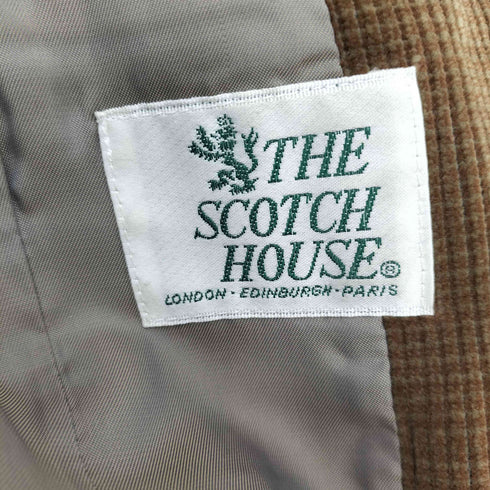 THE
SCOTCH
HOUSE®
LONDON - EDINBURGH - PARIS